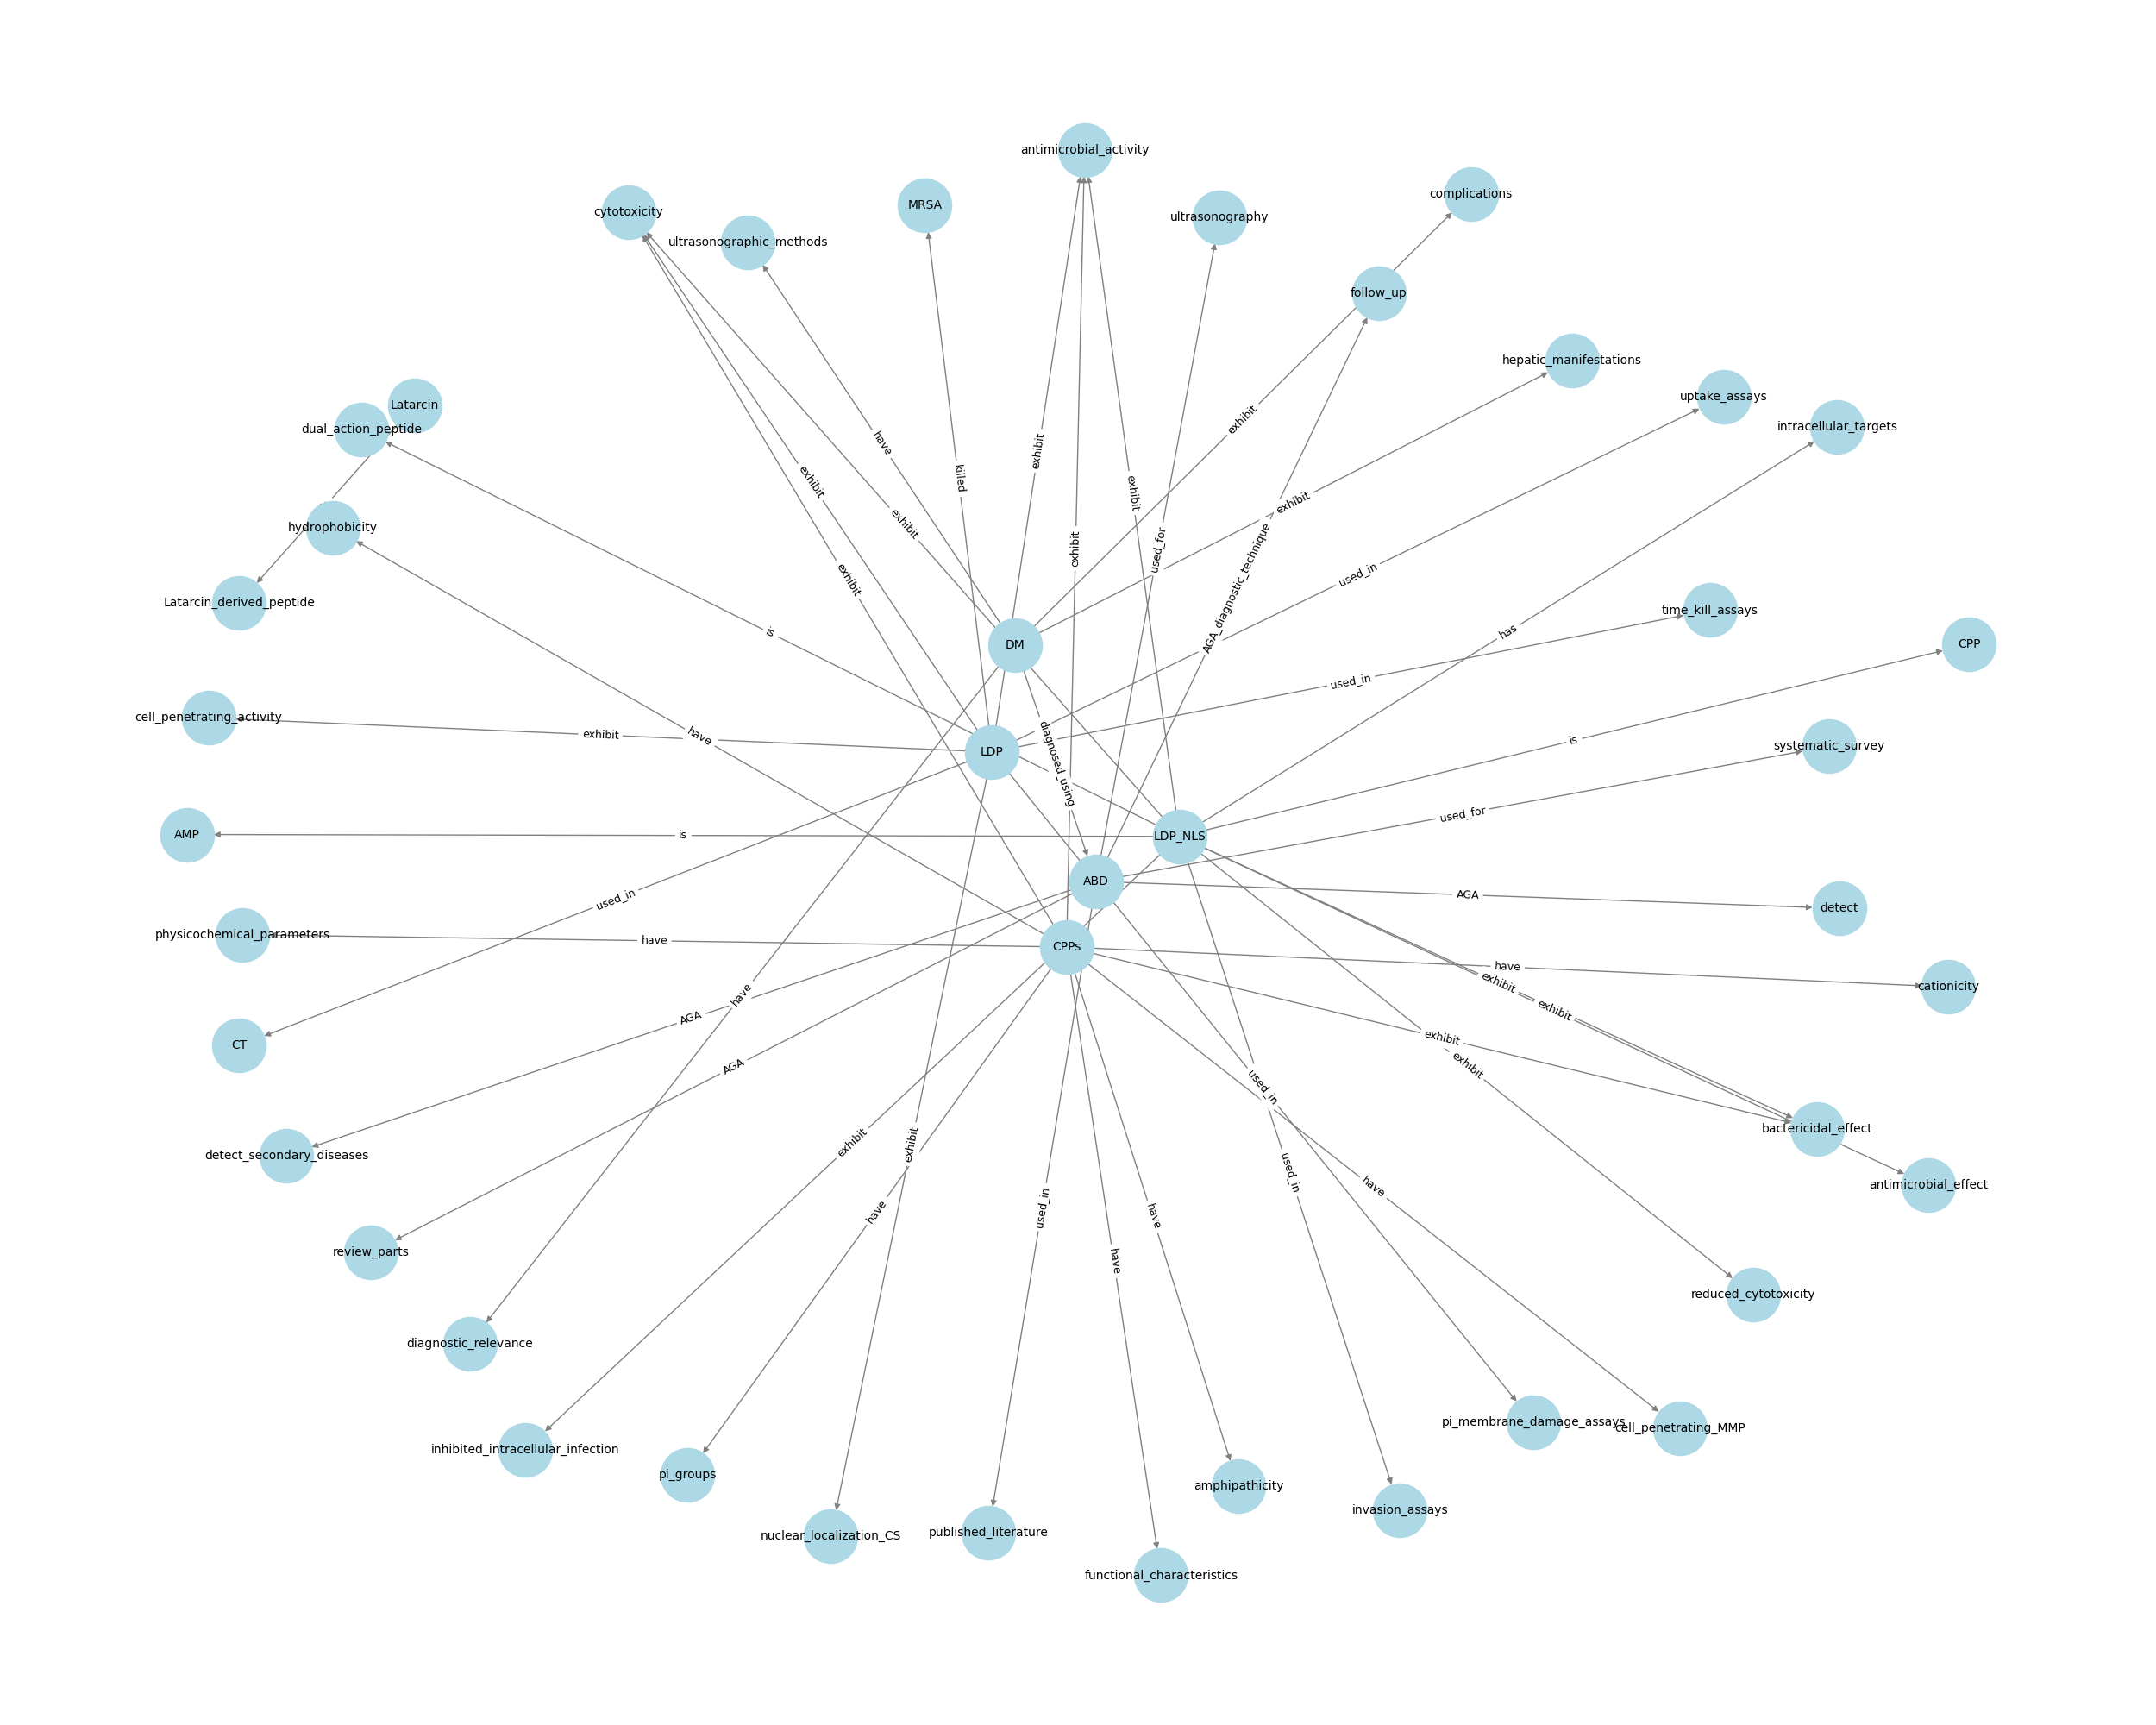 antimicrobial_activity
complications
MRSA
cytotoxicity
ultrasonography
ultrasonographic_methods
follow_up
hepatic_manifestations
uptake_assays
Latarcin
dual_action_peptide
intracellular_targets
exhibit
have
exhibit
killed
exhibit
exhibit
exhibit
exhibit
hydrophobicity
exhibit
used_for
exhibit
used_in
AGA_diagnostic_technique
Latarcin_derived_peptide
time_kill_assays
is
has
DM
CPP
used_in
cell_penetrating_activity
exhibit
have
is
systematic_survey
LDP
diagnosed_using
used_for
AMP
is
LDP_NLS
ABD
AGA
detect
used_in
physicochemical_parameters
have
CPPs
have
exhibit
cationicity
have
exhibit
AGA
exhibit
CT
AGA
exhibit
used_in
bactericidal_effect
exhibit
exhibit
detect_secondary_diseases
used_in
have
antimicrobial_effect
used_in
have
have
review_parts
have
reduced_cytotoxicity
diagnostic_relevance
pi_membrane_damage_assays
cell_penetrating_MMP
inhibited_intracellular_infection
pi_groups
amphipathicity
invasion_assays
nuclear_localization_CS
published_literature
functional_characteristics